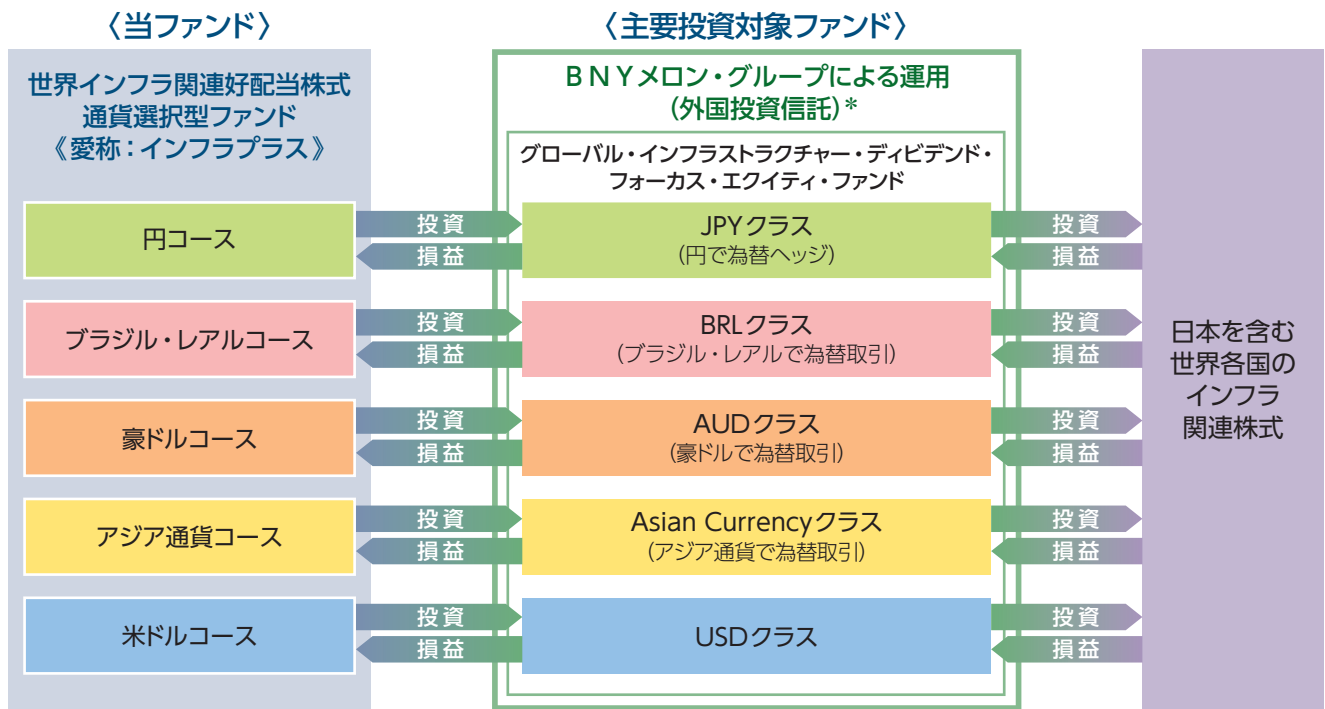 〈当ファンド〉
〈主要投資対象ファンド〉
世界インフラ関連好配当株式
通貨選択型ファンド
《愛称：インフラプラス》
BNYメロン・グループによる運用
(外国投資信託)*
グローバル・インフラストラクチャー・ディビデンド・
フォーカス・エクイティ・ファンド
円コース
投資
損益
JPYクラス
(円で為替ヘッジ)
投資
損益
ブラジル・レアルコース
投資
損益
BRLクラス
(ブラジル・レアルで為替取引)
投資
損益
豪ドルコース
投資
損益
AUDクラス
(豪ドルで為替取引)
投資
損益
アジア通貨コース
投資
損益
Asian Currencyクラス
(アジア通貨で為替取引)
投資
損益
米ドルコース
投資
損益
USDクラス
投資
損益
日本を含む
世界各国の
インフラ
関連株式